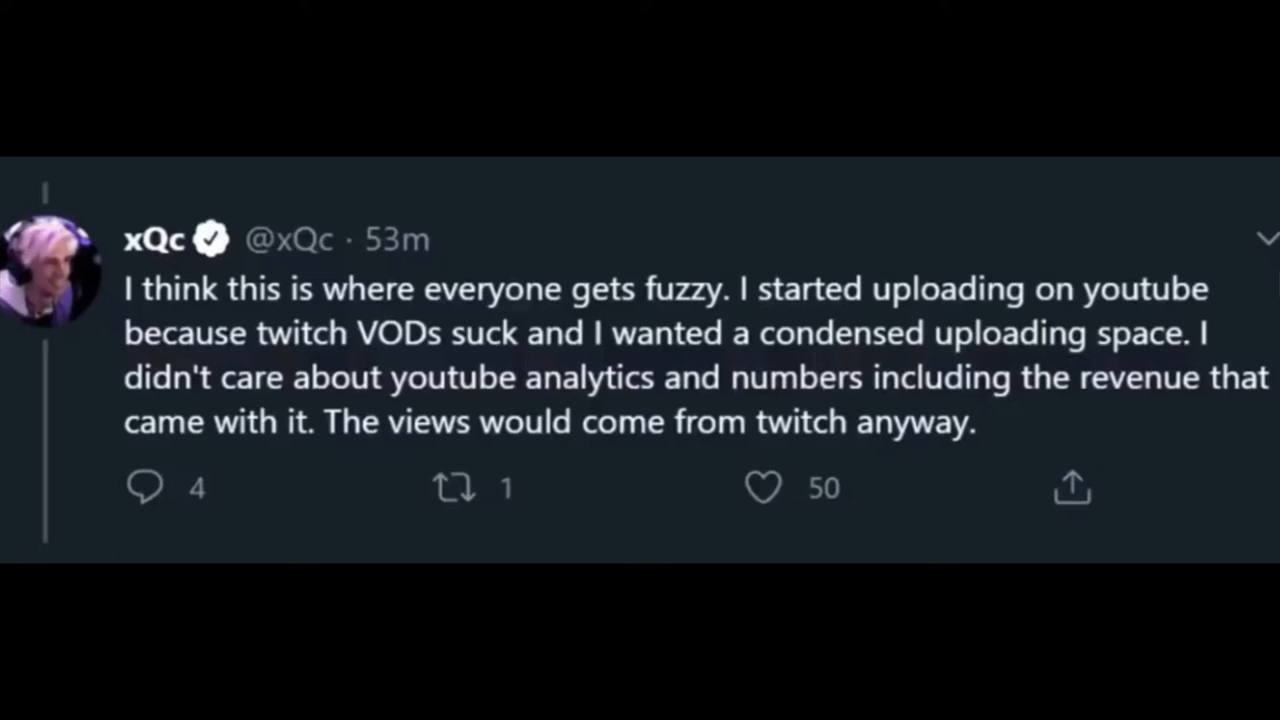 xQc @xQc · 53m
I think this is where everyone gets fuzzy. I started uploading on youtube
because twitch VODs suck and I wanted a condensed uploading space. I
didn't care about youtube analytics and numbers including the revenue that
came with it. The views would come from twitch anyway.
4 1 50